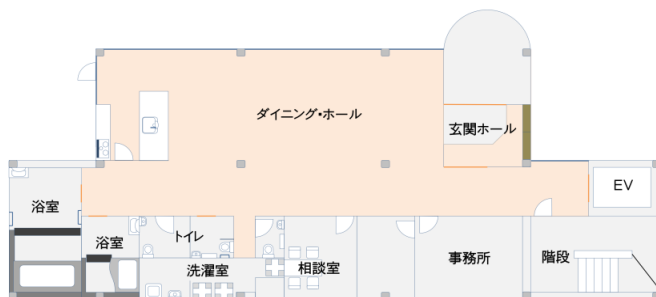 ダイニング・ホール
玄関ホール
EV
浴室
浴室
トイレ
洗濯室
相談室
事務所
階段